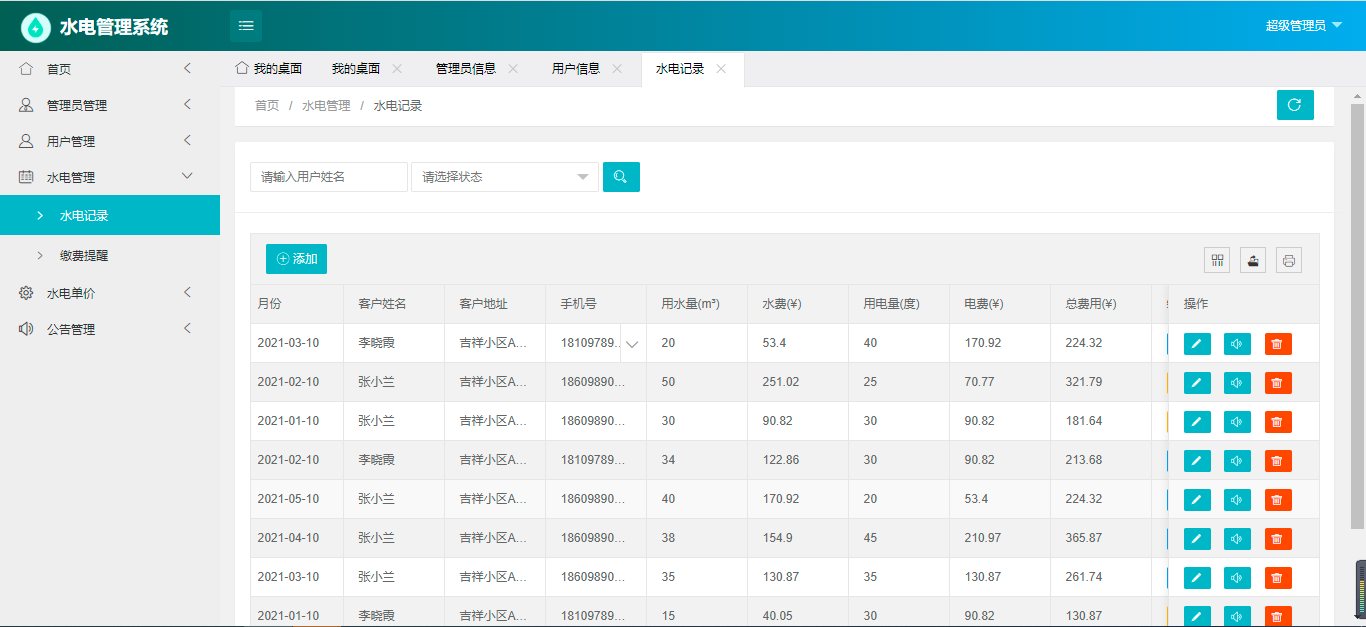 水电管理系统
超级管理员
首页
管理员管理
用户管理
水电管理
水电记录
缴费提醒
水电单价
公告管理
我的桌面 我的桌面 管理员信息 用户信息 水电记录
首页 / 水电管理 / 水电记录
请输入用户姓名 请选择状态
添加
月份 客户姓名 客户地址 手机号 用水量(m³) 水费(¥) 用电量(度) 电费(¥) 总费用(¥) 操作
2021-03-10 李晓霞 吉祥小区A... 18109789.. 20 53.4 40 170.92 224.32
2021-02-10 张小兰 吉祥小区A... 18609890... 50 251.02 25 70.77 321.79
2021-01-10 张小兰 吉祥小区A... 18609890... 30 90.82 30 90.82 181.64
2021-02-10 李晓霞 吉祥小区A... 18109789... 34 122.86 30 90.82 213.68
2021-05-10 张小兰 吉祥小区A... 18609890... 40 170.92 20 53.4 224.32
2021-04-10 张小兰 吉祥小区A... 18609890... 38 154.9 45 210.97 365.87
2021-03-10 张小兰 吉祥小区A... 18609890... 35 130.87 35 130.87 261.74
2021-01-10 李晓霞 吉祥小区A... 18109789... 15 40.05 30 90.82 130.87